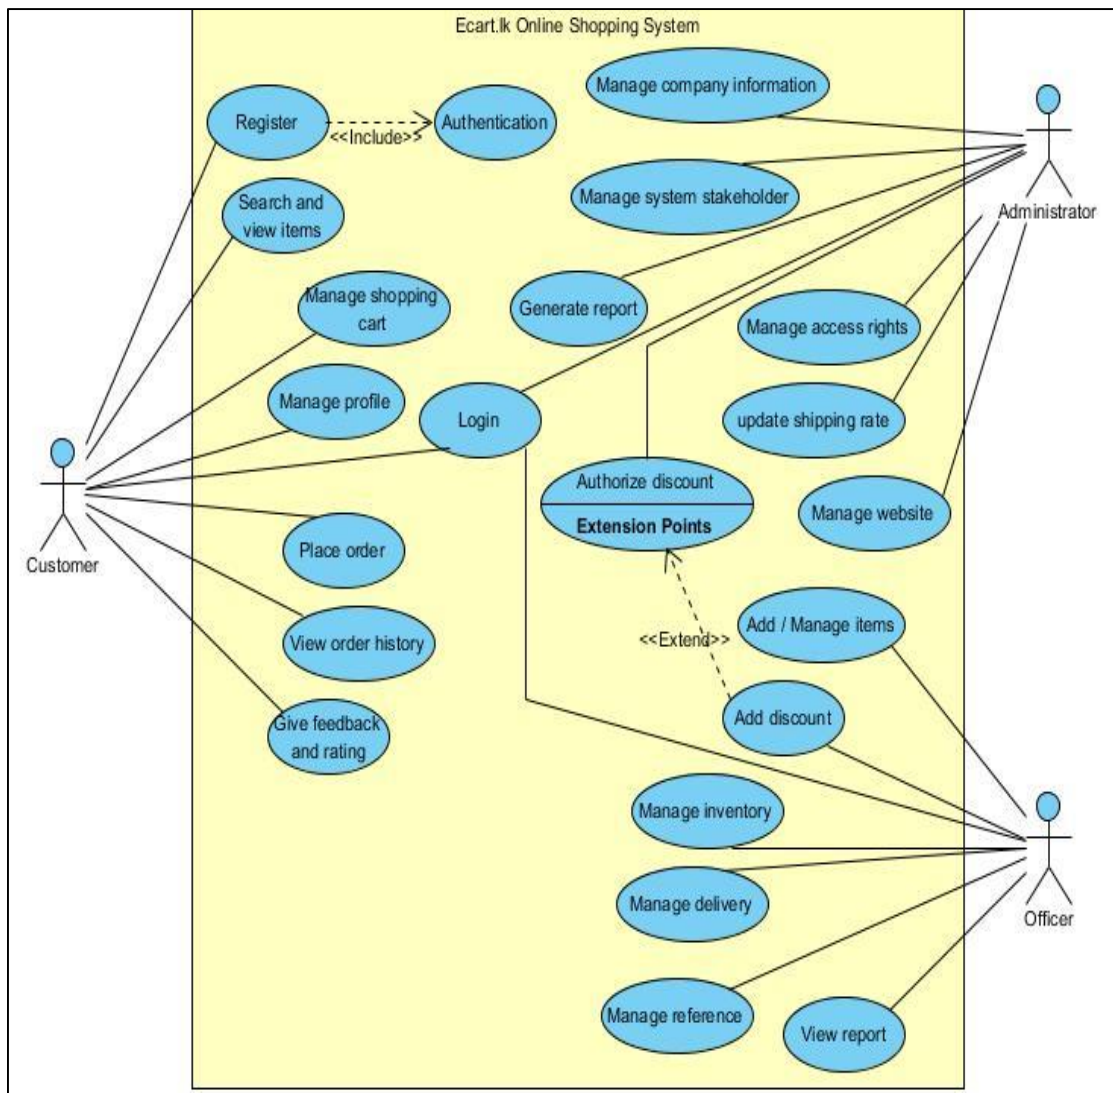 Ecart.lk Online Shopping System
Manage company information
Register
<<Include>>
Authentication
Administrator
Search and
view items
Manage system stakeholder
Manage shopping
cart
Generate report
Manage access rights
Manage profile
Login
update shipping rate
Authorize discount
Extension Points
Manage website
Customer
Place order
View order history
<<Extend>>
Add / Manage items
Give feedback
and rating
Add discount
Manage inventory
Manage delivery
Officer
Manage reference
View report